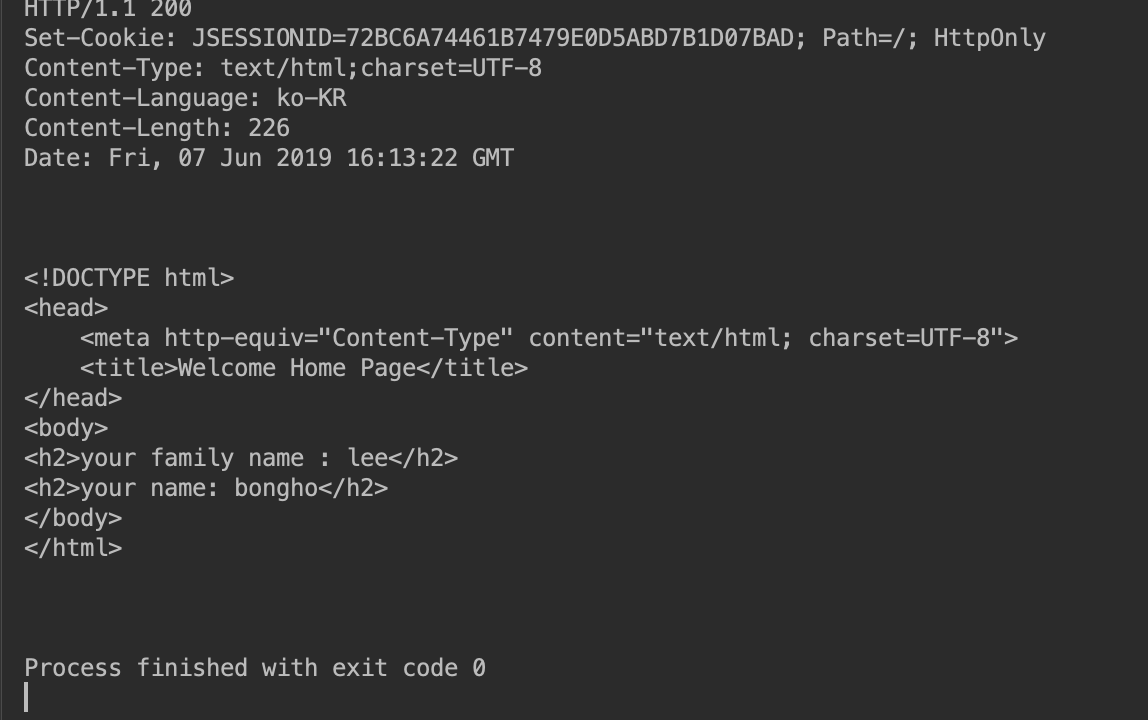 HTTP/1.1 200
Set-Cookie: JSESSIONID=72BC6A74461B7479E0D5ABD7B1D07BAD; Path=/; HttpOnly
Content-Type: text/html;charset=UTF-8
Content-Language: ko-KR
Content-Length: 226
Date: Fri, 07 Jun 2019 16:13:22 GMT
<!DOCTYPE html>
<head>
    <meta http-equiv="Content-Type" content="text/html; charset=UTF-8">
    <title>Welcome Home Page</title>
</head>
<body>
<h2>your family name : lee</h2>
<h2>your name: bongho</h2>
</body>
</html>
Process finished with exit code 0